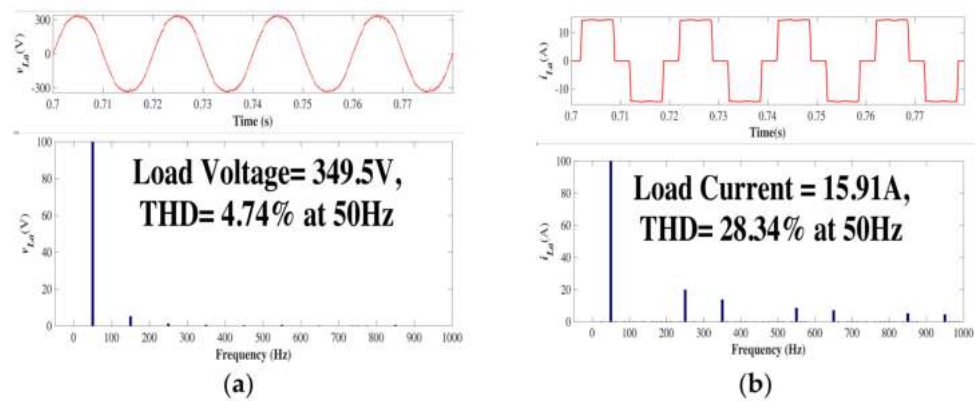 300
0
-300
v_La(V)
0.7 0.71 0.72 0.73 0.74 0.75 0.76 0.77
Time (s)
100
80
60
40
20
0
v_La(V)
Load Voltage= 349.5V,
THD= 4.74% at 50Hz
0 100 200 300 400 500 600 700 800 900 1000
Frequency (Hz)
(a)
10
0
-10
i_La(A)
0.7 0.71 0.72 0.73 0.74 0.75 0.76 0.77
Time(s)
100
80
60
40
20
0
i_La(A)
Load Current = 15.91A,
THD= 28.34% at 50Hz
0 100 200 300 400 500 600 700 800 900 1000
Frequency (Hz)
(b)